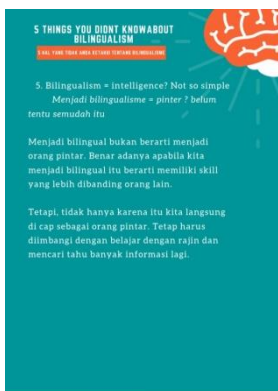 5 THINGS YOU DIDNT KNOWABOUT
BILINGUALISM
5 HAL YANG TIDAK ANDA KETAHUI TENTANG BILINGUALISME
5. Bilingualism = intelligence? Not so simple
Menjadi bilingualisme = pinter ? belum
tentu semudah itu
Menjadi bilingual bukan berarti menjadi
orang pintar. Benar adanya apabila kita
menjadi bilingual itu berarti memiliki skill
yang lebih dibanding orang lain.
Tetapi, tidak hanya karena itu kita langsung
di cap sebagai orang pintar. Tetap harus
diimbangi dengan belajar dengan rajin dan
mencari tahu banyak informasi lagi.